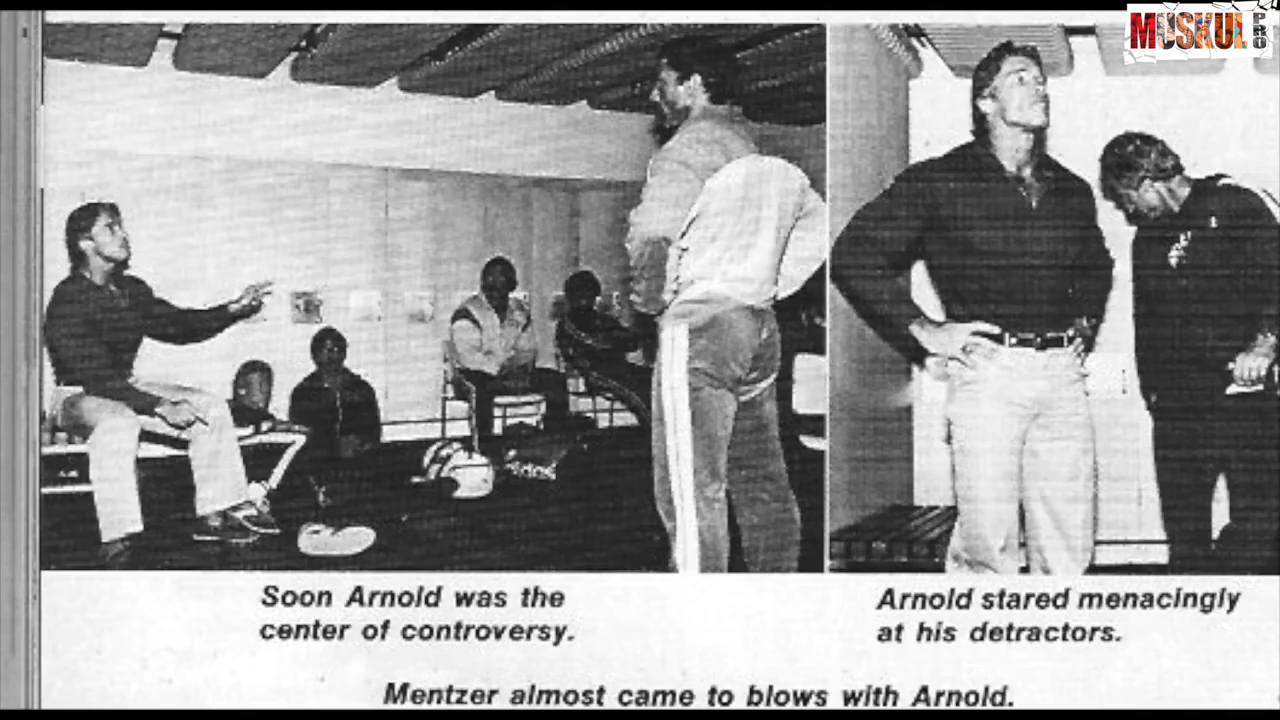 MUSKUL PRO
Soon Arnold was the
center of controversy.
Arnold stared menacingly
at his detractors.
Mentzer almost came to blows with Arnold.